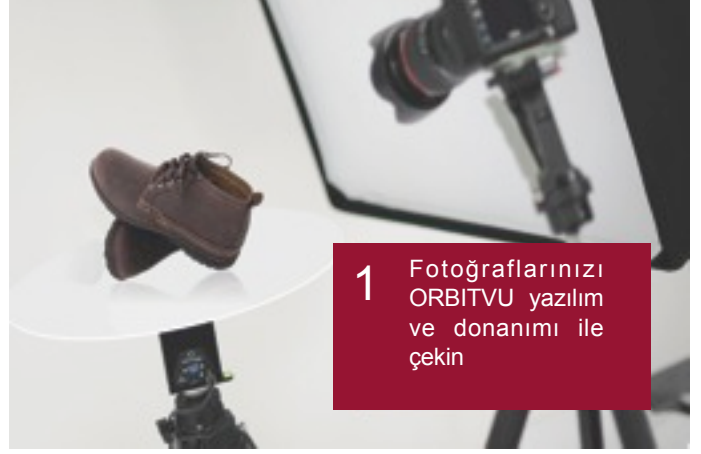 1
Fotoğraflarınızı
ORBITVU yazılım
ve donanımı ile
çekin